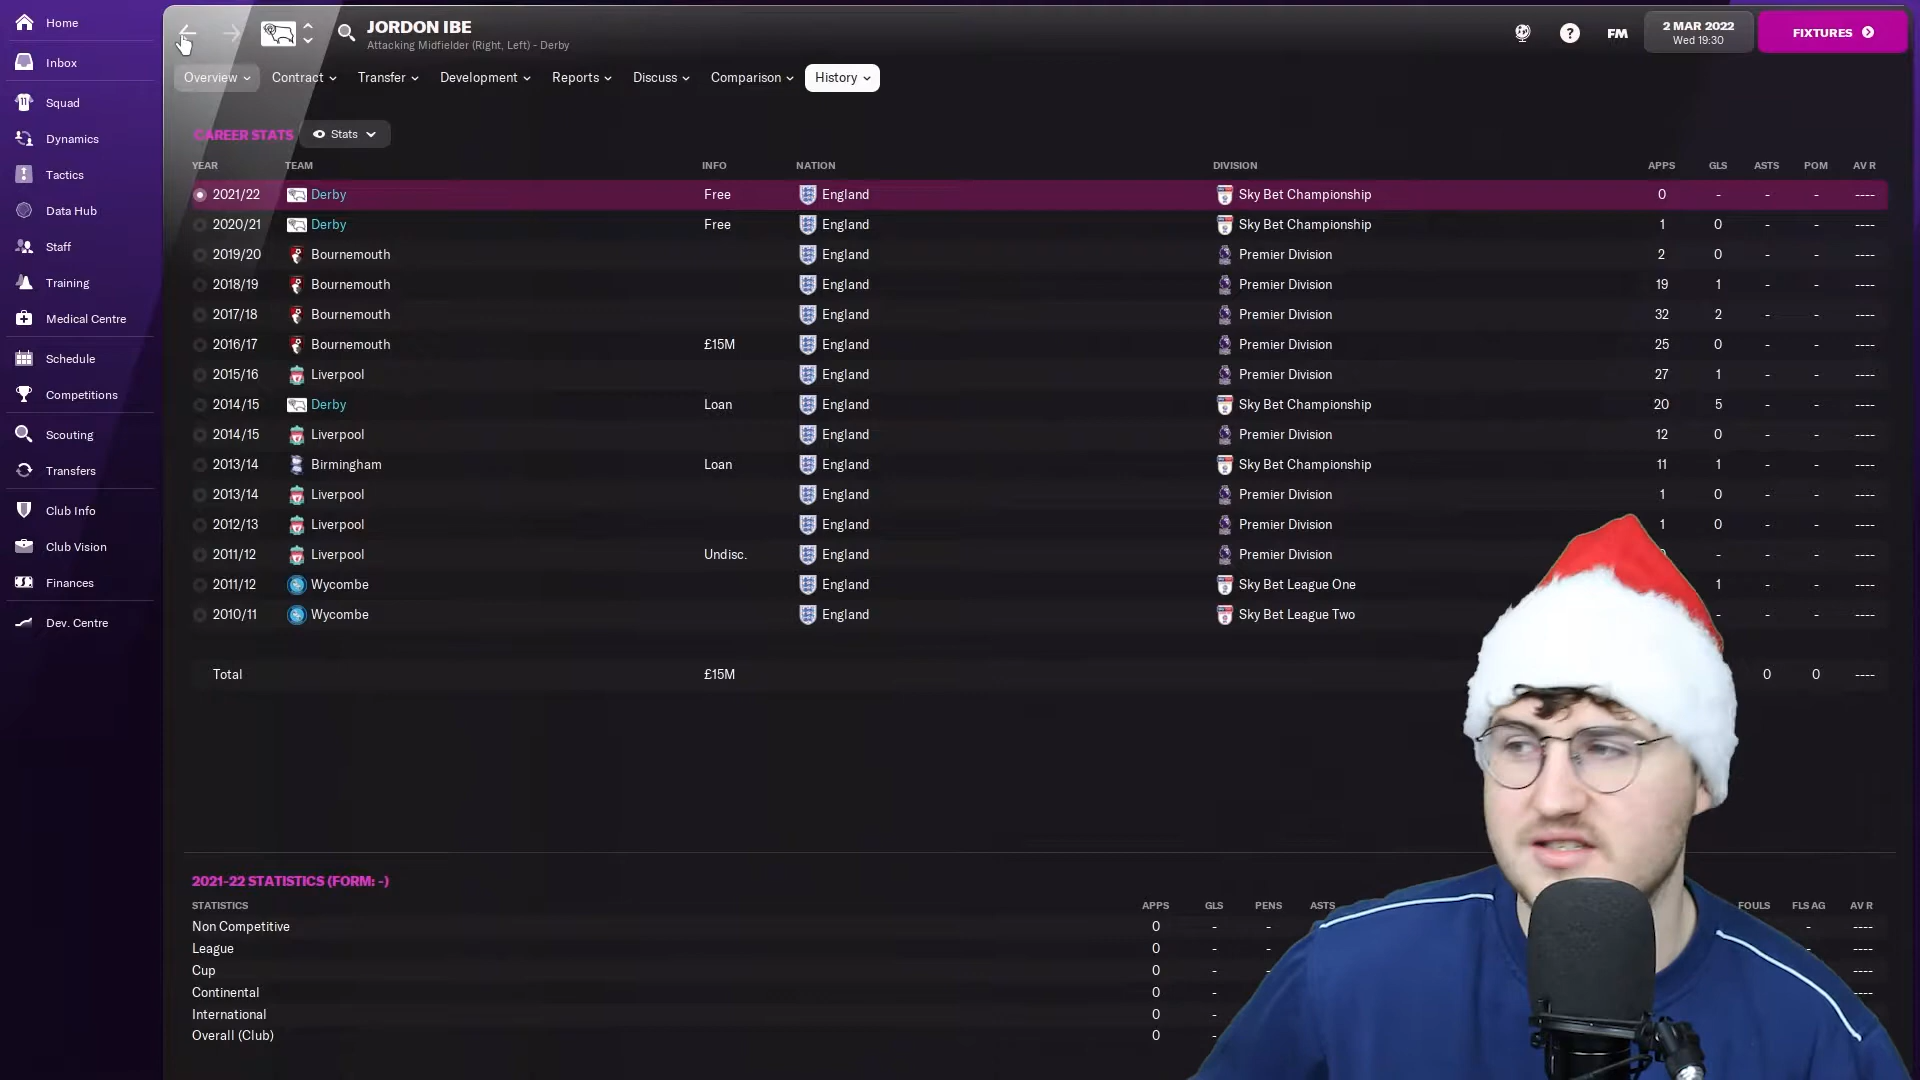 Home
Inbox
Squad
Dynamics
Tactics
Data Hub
Staff
Training
Medical Centre
Schedule
Competitions
Scouting
Transfers
Club Info
Club Vision
Finances
Dev. Centre
JORDON IBE
Attacking Midfielder (Right, Left) - Derby
FM
2 MAR 2022
Wed 19:30
FIXTURES
Overview Contract Transfer Development Reports Discuss Comparison History
CAREER STATS Stats
YEAR TEAM INFO NATION DIVISION APPS GLS ASTS POM AV R
2021/22 Derby Free England Sky Bet Championship 0 - - - ----
2020/21 Derby Free England Sky Bet Championship 1 0 - - ----
2019/20 Bournemouth England Premier Division 2 0 - - ----
2018/19 Bournemouth England Premier Division 19 1 - - ----
2017/18 Bournemouth England Premier Division 32 2 - - ----
2016/17 Bournemouth £15M England Premier Division 25 0 - - ----
2015/16 Liverpool England Premier Division 27 1 - - ----
2014/15 Derby Loan England Sky Bet Championship 20 5 - - ----
2014/15 Liverpool England Premier Division 12 0 - - ----
2013/14 Birmingham Loan England Sky Bet Championship 11 1 - - ----
2013/14 Liverpool England Premier Division 1 0 - - ----
2012/13 Liverpool England Premier Division 1 0 - - ----
2011/12 Liverpool Undisc. England Premier Division - - - ----
2011/12 Wycombe England Sky Bet League One 1 - - ----
2010/11 Wycombe England Sky Bet League Two - - - ----
Total £15M 0 0 ----
2021-22 STATISTICS (FORM: -)
STATISTICS APPS GLS PENS ASTS FOULS FLS AG AV R
Non Competitive 0 - - - ----
League 0 - - - ----
Cup 0 - - - ----
Continental 0 - ----
International 0 - ----
Overall (Club) 0 - ----